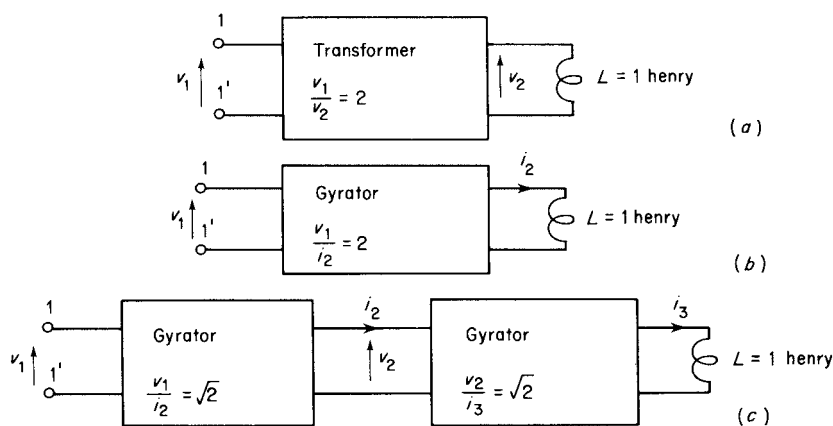 1
v₁
1'
Transformer
v₁/v₂ = 2
v₂
L = 1 henry
(a)
1
v₁
1'
Gyrator
v₁/i₂ = 2
i₂
L = 1 henry
(b)
1
v₁
1'
Gyrator
v₁/i₂ = √2
i₂
v₂
Gyrator
v₂/i₃ = √2
i₃
L = 1 henry
(c)